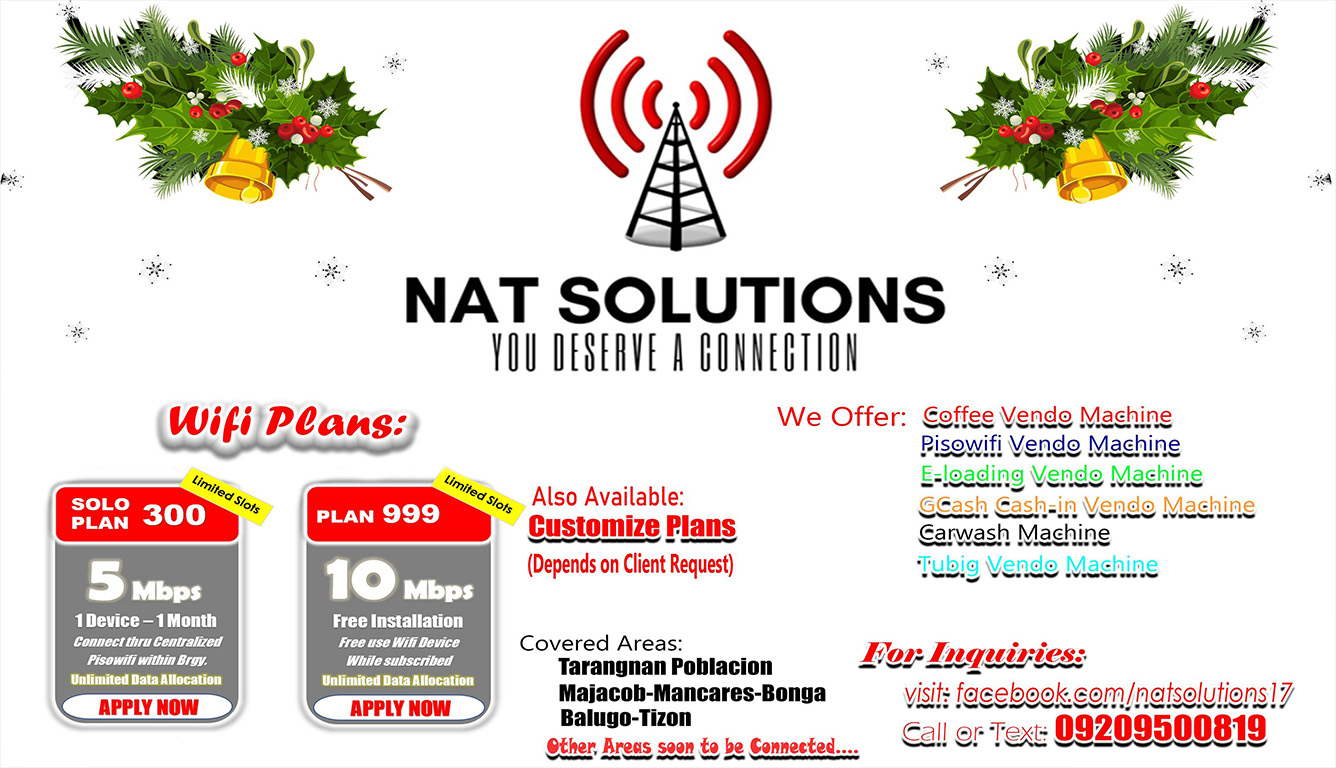 NAT SOLUTIONS
YOU DESERVE A CONNECTION
Wifi Plans:
Limited Slots
SOLO PLAN 300
5 Mbps
1 Device – 1 Month
Connect thru Centralized
Pisowifi within Brgy.
Unlimited Data Allocation
APPLY NOW
Limited Slots
PLAN 999
10 Mbps
Free Installation
Free use Wifi Device
While subscribed
Unlimited Data Allocation
APPLY NOW
Also Available:
Customize Plans
(Depends on Client Request)
We Offer: Coffee Vendo Machine
Pisowifi Vendo Machine
E-loading Vendo Machine
GCash Cash-in Vendo Machine
Carwash Machine
Tubig Vendo Machine
Covered Areas:
Tarangnan Poblacion
Majacob-Mancares-Bonga
Balugo-Tizon
Other Areas soon to be Connected....
For Inquiries:
visit: facebook.com/natsolutions17
Call or Text: 09209500819